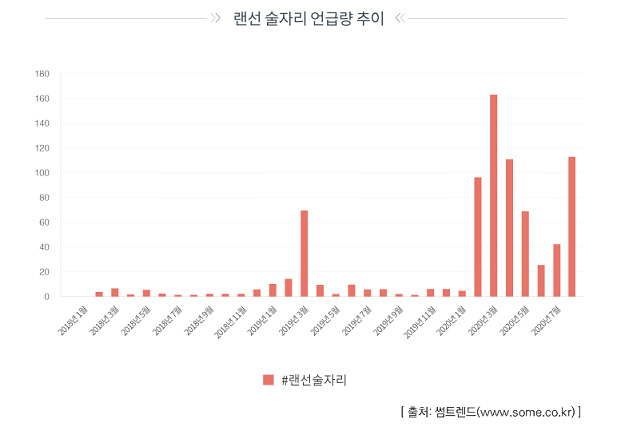 랜선 술자리 언급량 추이
180
160
140
120
100
80
60
40
20
0
2018년 1월
2018년 3월
2018년 5월
2018년 7월
2018년 9월
2018년 11월
2019년 1월
2019년 3월
2019년 5월
2019년 7월
2019년 9월
2019년 11월
2020년 1월
2020년 3월
2020년 5월
2020년 7월
#랜선술자리
[ 출처: 썸트렌드(www.some.co.kr) ]